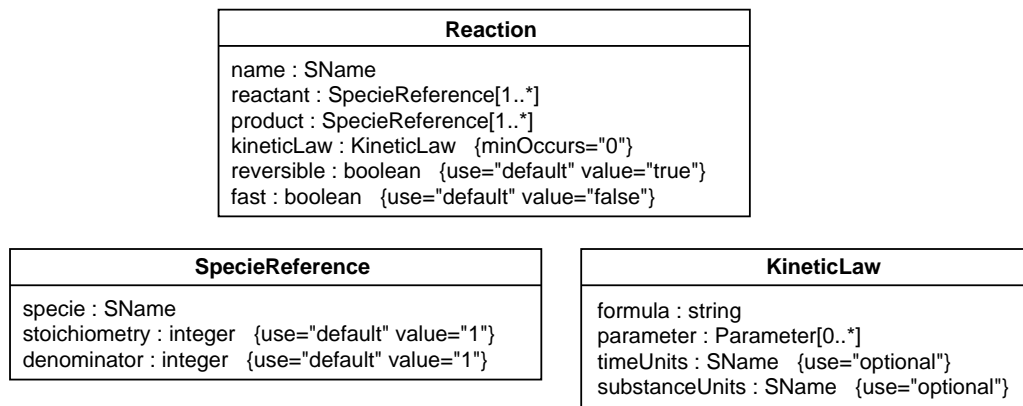 Reaction
name : SName
reactant : SpecieReference[1..*]
product : SpecieReference[1..*]
kineticLaw : KineticLaw {minOccurs="0"}
reversible : boolean {use="default" value="true"}
fast : boolean {use="default" value="false"}
SpecieReference
specie : SName
stoichiometry : integer {use="default" value="1"}
denominator : integer {use="default" value="1"}
KineticLaw
formula : string
parameter : Parameter[0..*]
timeUnits : SName {use="optional"}
substanceUnits : SName {use="optional"}